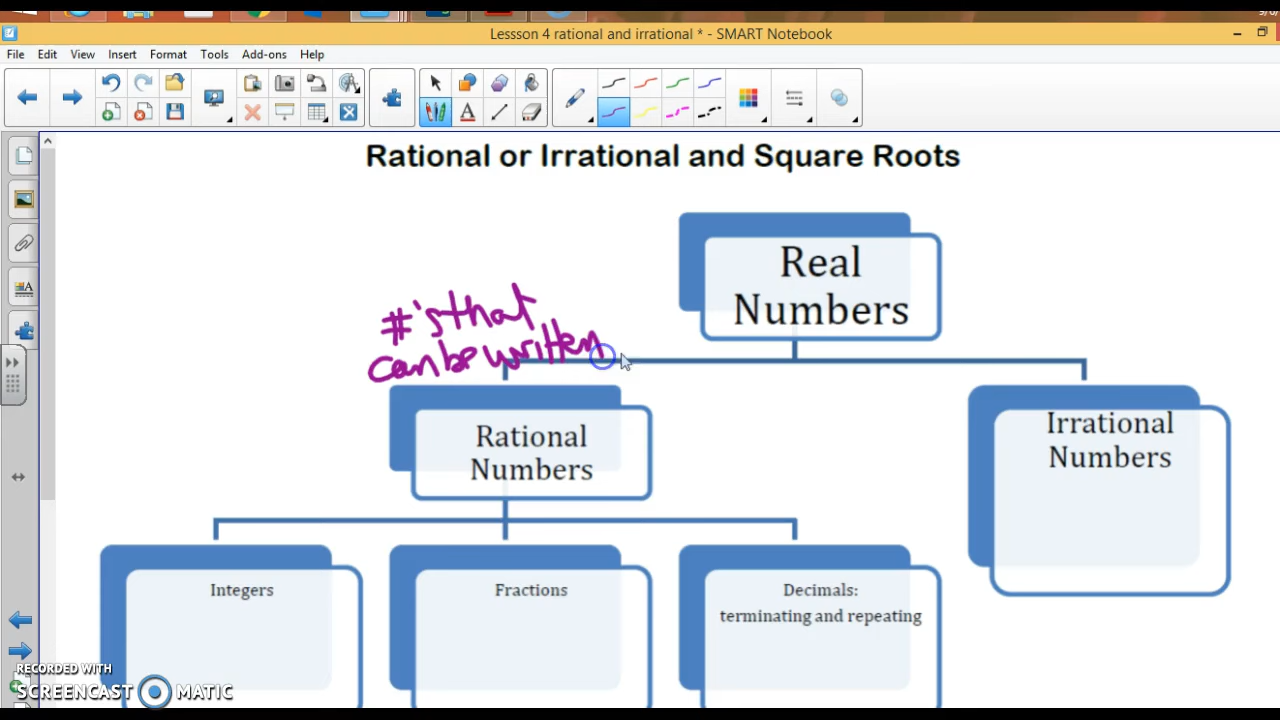 Lessson 4 rational and irrational * - SMART Notebook
File Edit View Insert Format Tools Add-ons Help
Rational or Irrational and Square Roots
Real
Numbers
#'s that
can be written
Rational
Numbers
Irrational
Numbers
Integers
Fractions
Decimals:
terminating and repeating
RECORDED WITH
SCREENCAST MATIC